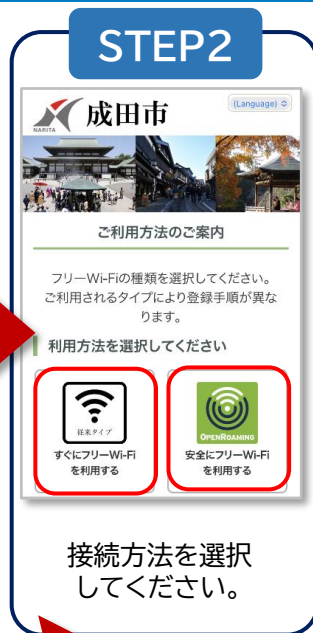 STEP2
NARITA
成田市
(Language)
ご利用方法のご案内
フリーWi-Fiの種類を選択してください。
ご利用されるタイプにより登録手順が異な
ります。
利用方法を選択してください
従来タイプ
すぐにフリーWi-Fi
を利用する
OPENROAMING
安全にフリーWi-Fi
を利用する
接続方法を選択
してください。